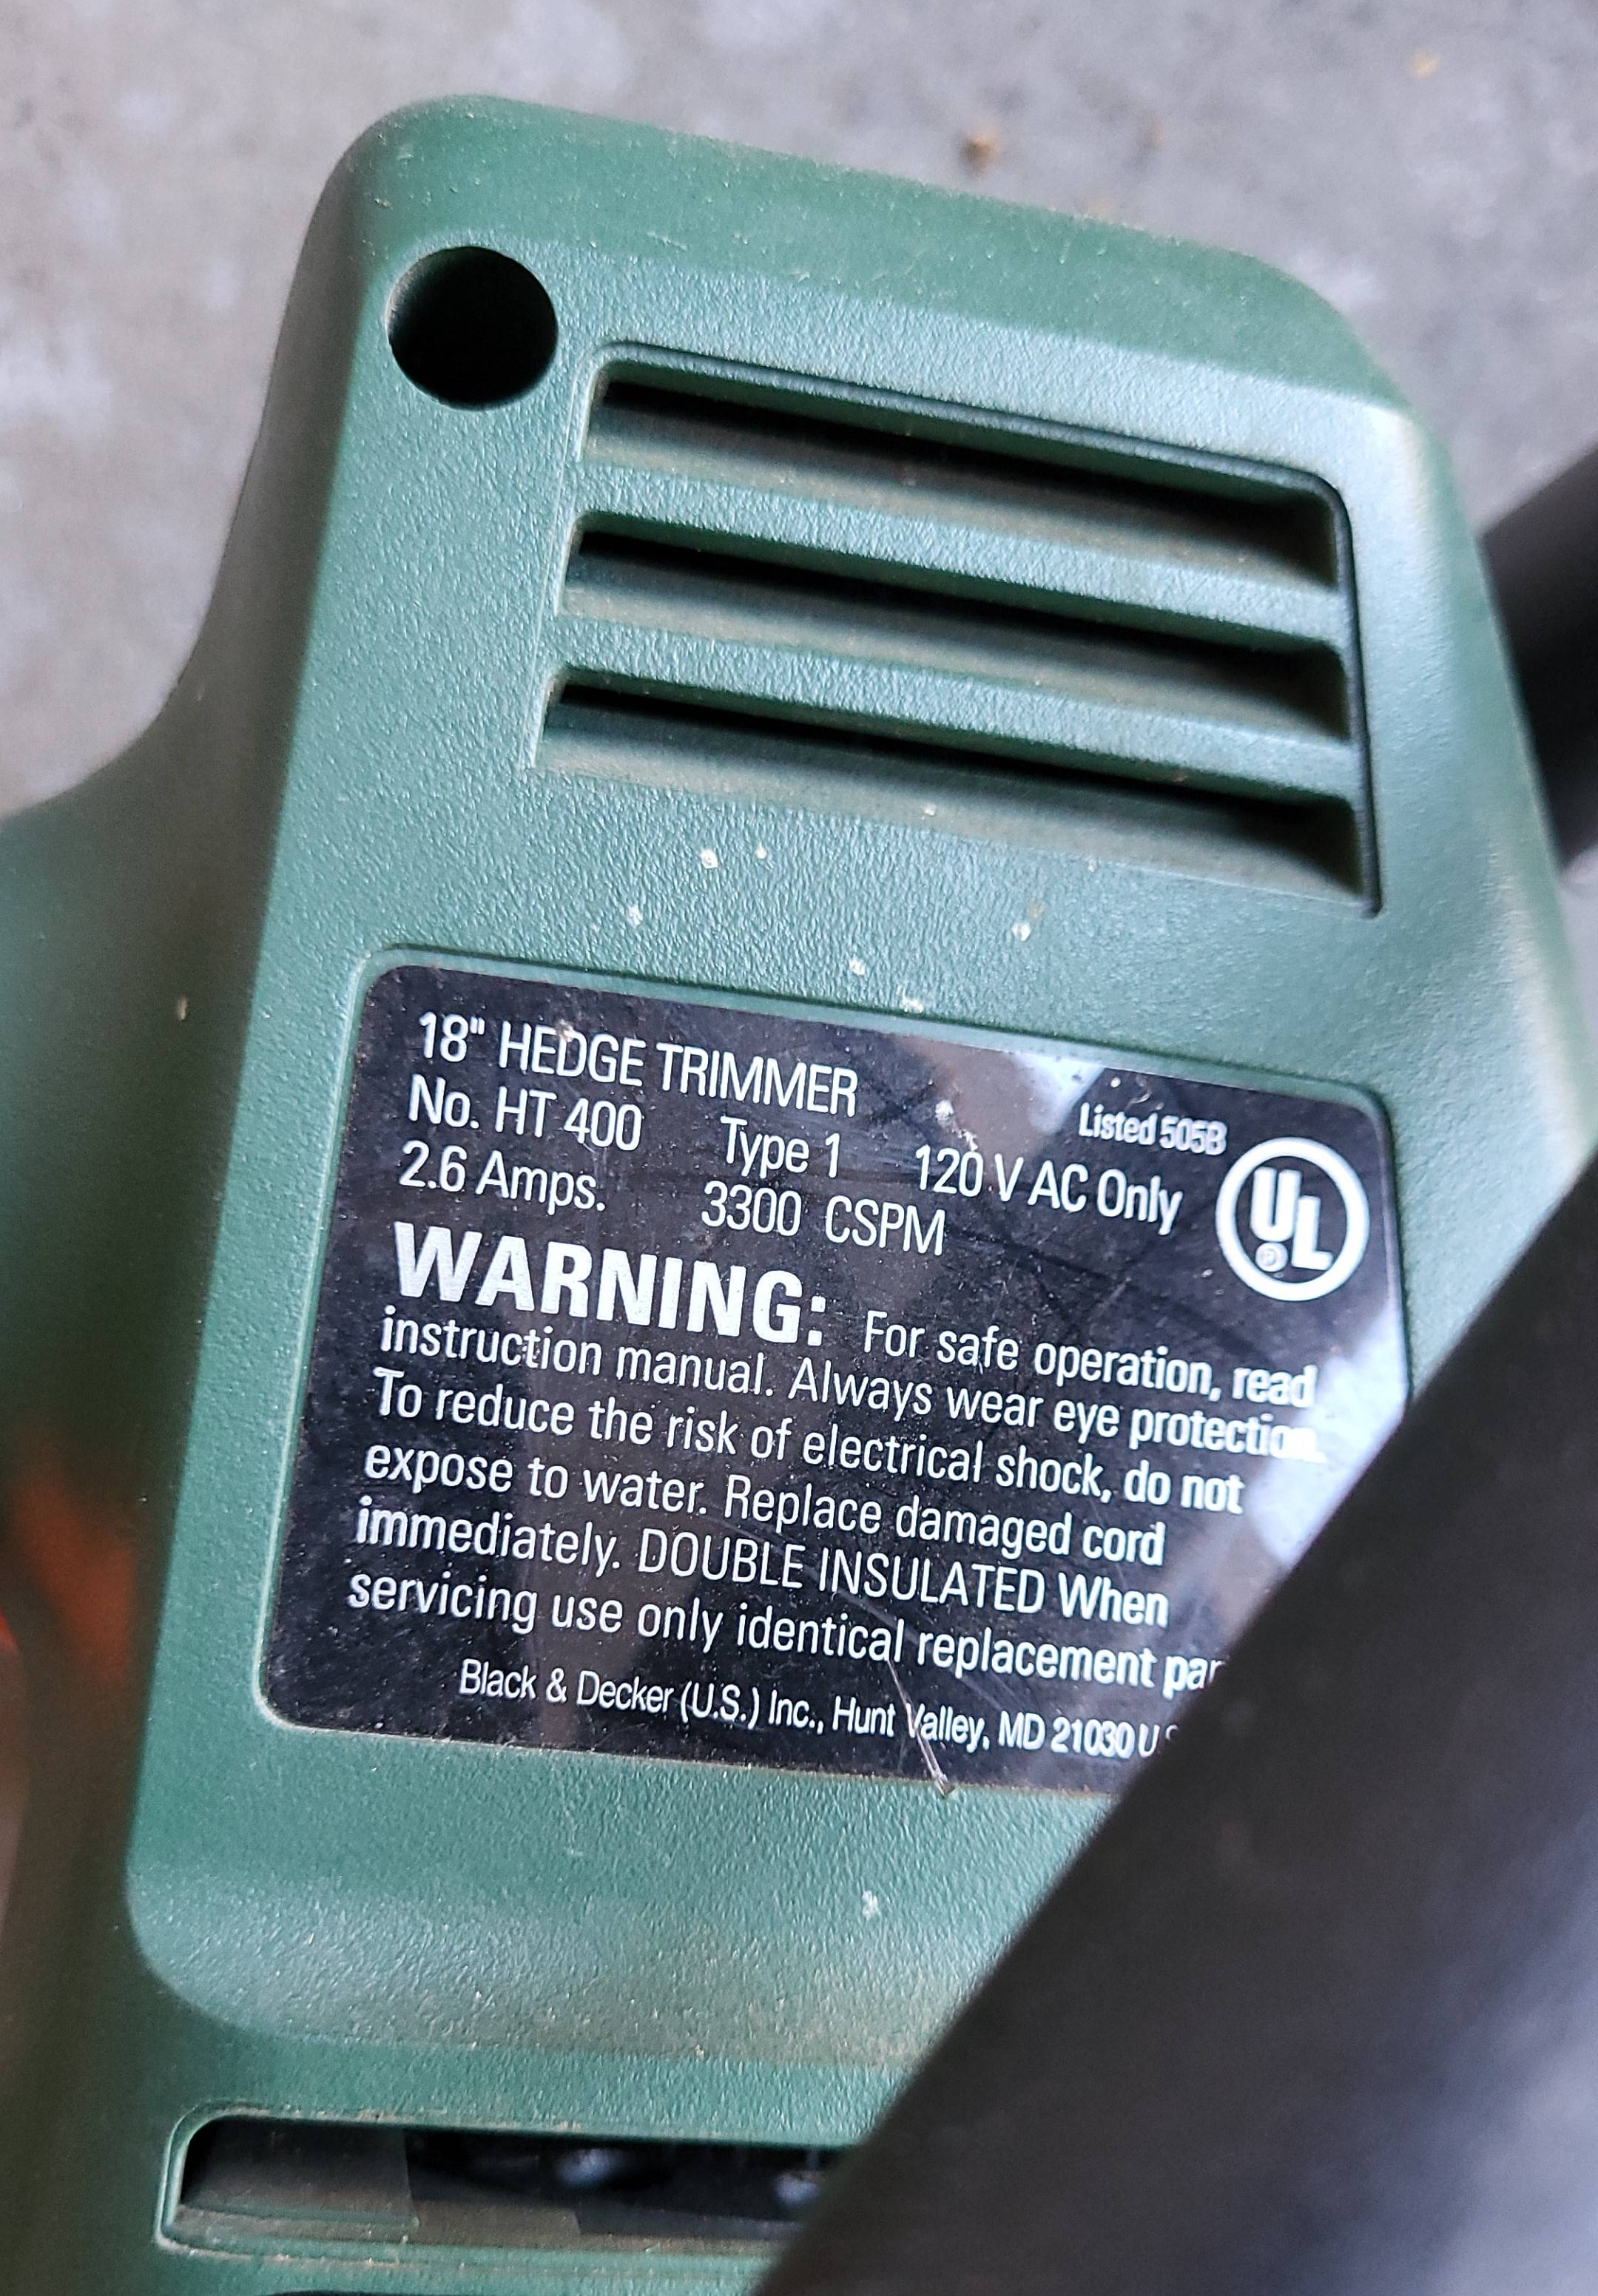 18" HEDGE TRIMMER
Listed 505B
No. HT 400 Type 1 120 V AC Only
UL
2.6 Amps. 3300 CSPM
WARNING: For safe operation, read
instruction manual. Always wear eye protection.
To reduce the risk of electrical shock, do not
expose to water. Replace damaged cord
immediately. DOUBLE INSULATED When
servicing use only identical replacement
Black & Decker (U.S.) Inc., Hunt Valley, MD 21030